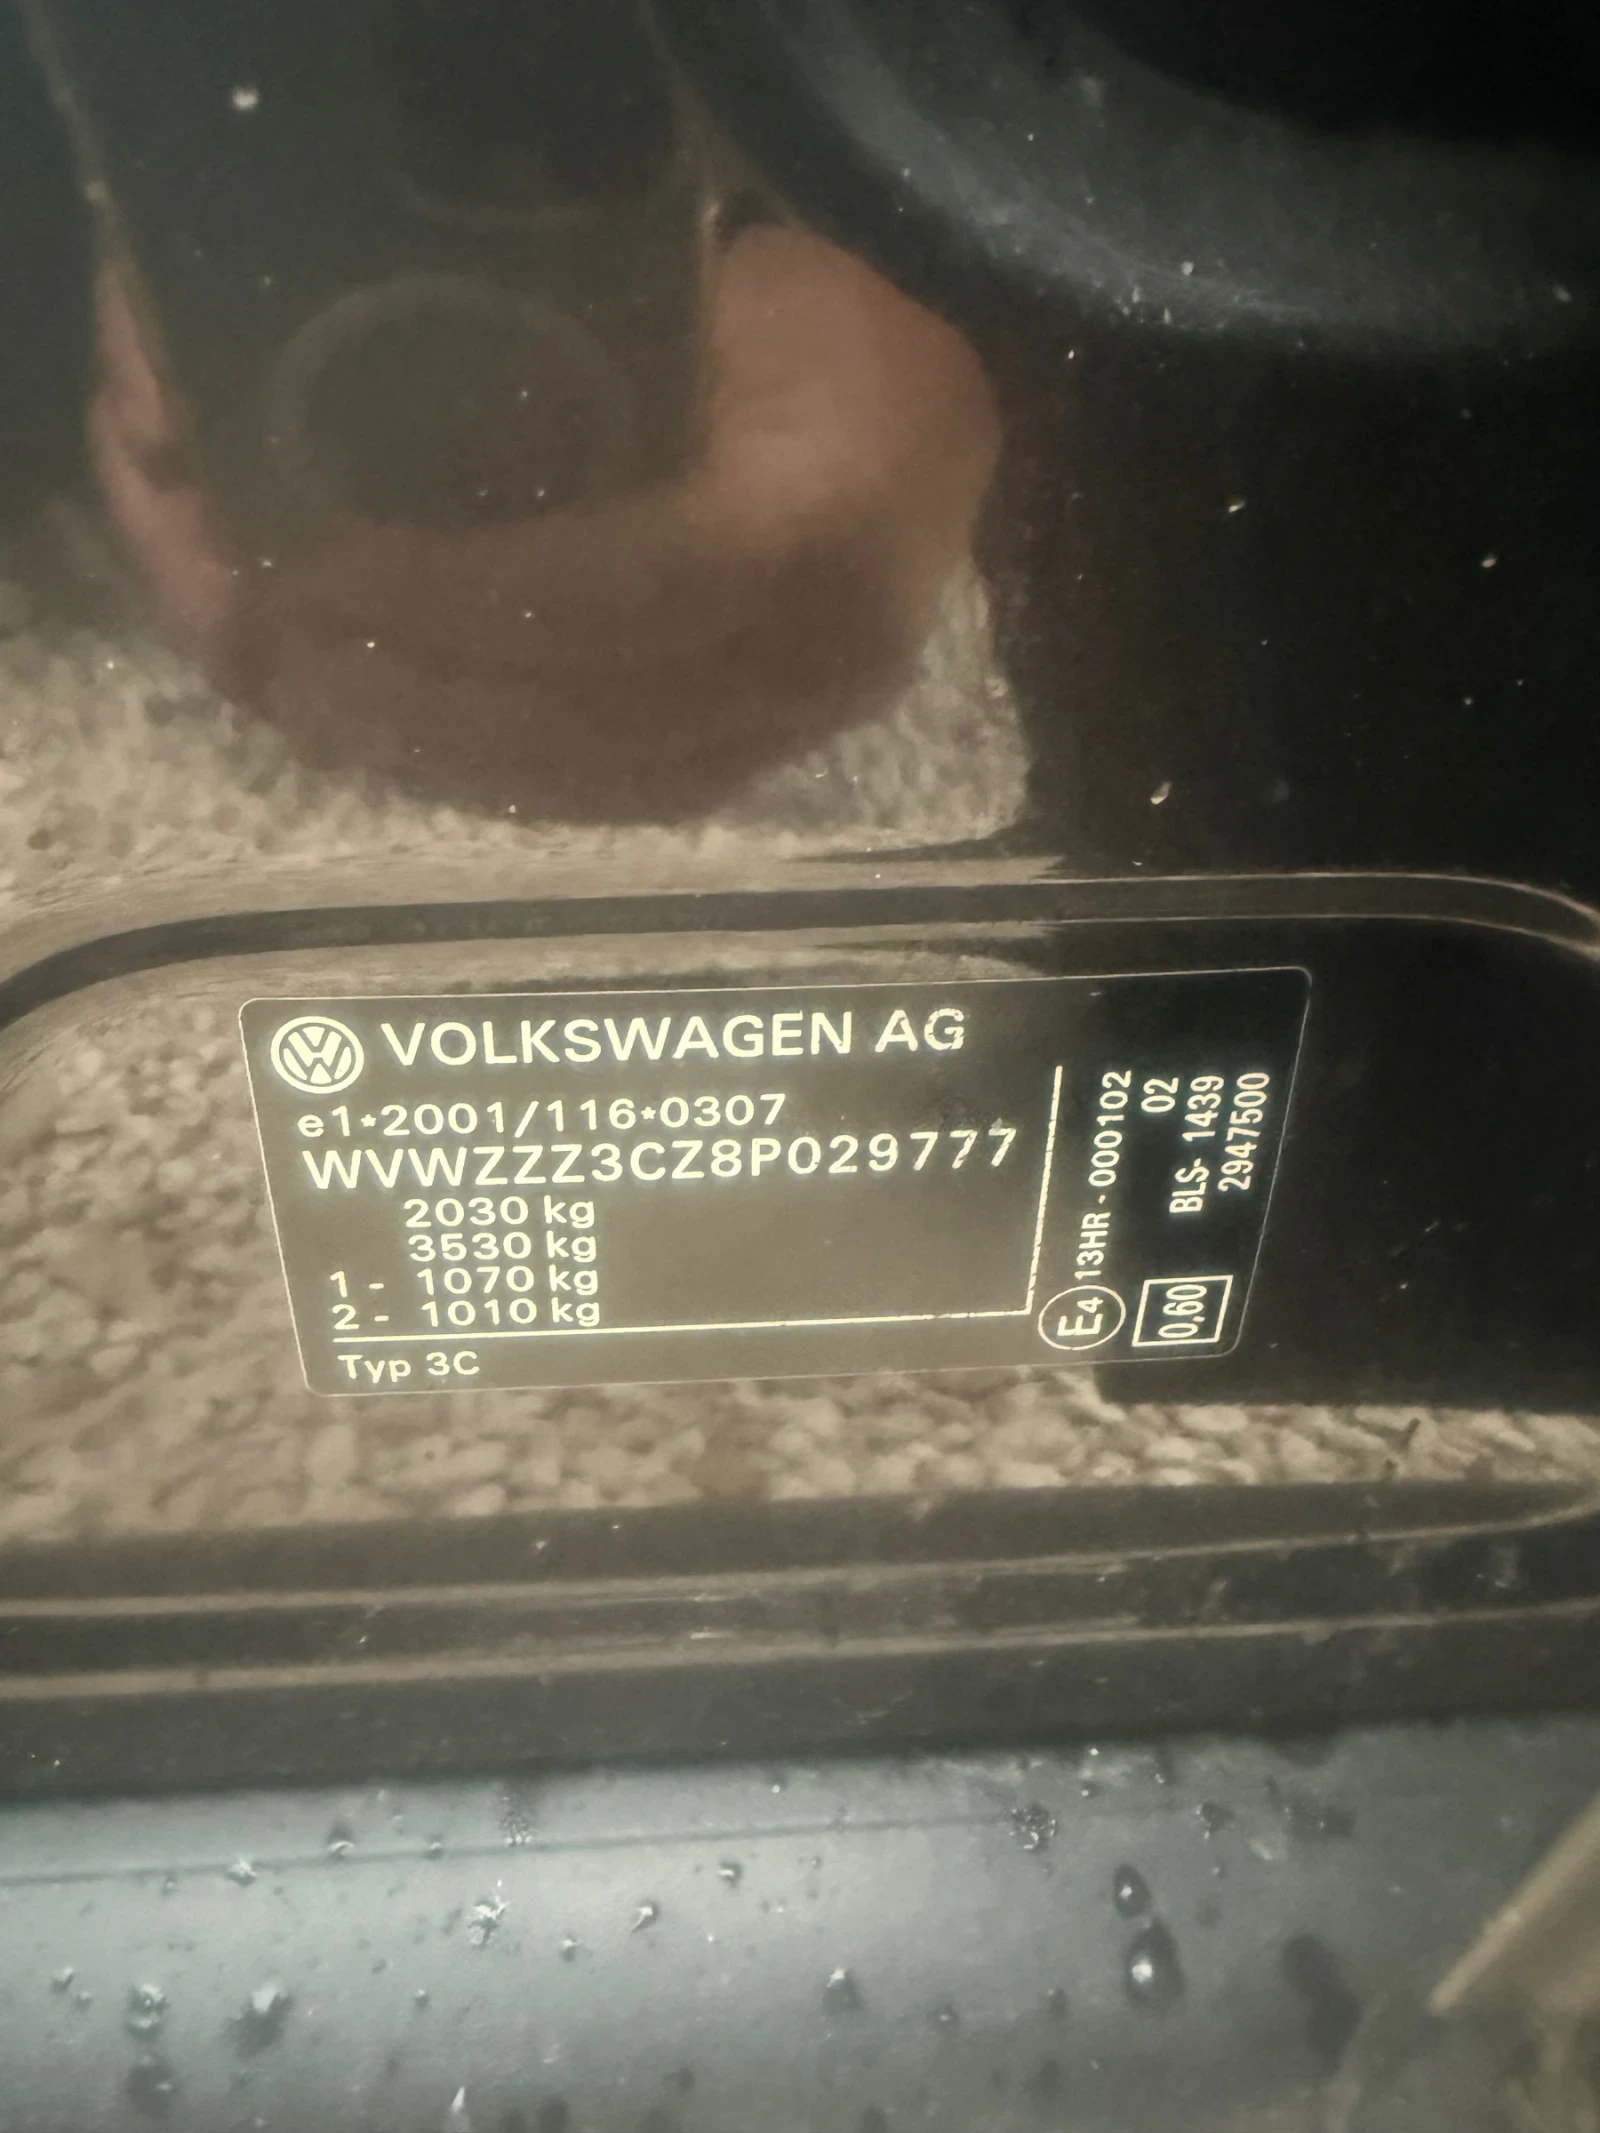 VOLKSWAGEN AG
e1*2001/116*0307
WVWZZZ3CZ8P029777
2030 kg
3530 kg
1 - 1070 kg
2 - 1010 kg
Typ 3C
E4 13HR - 000102
02
0,60 BLS- 1439
2947500